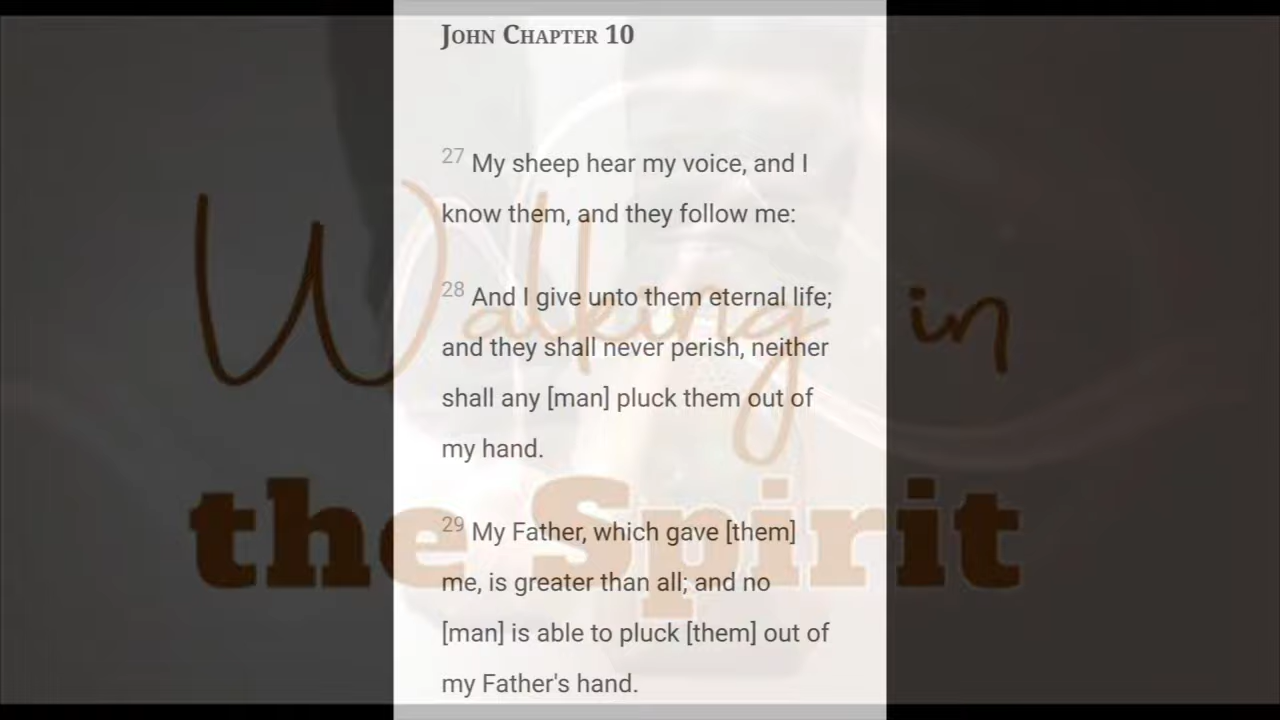 John Chapter 10
27 My sheep hear my voice, and I
know them, and they follow me:
28 And I give unto them eternal life;
and they shall never perish, neither
shall any [man] pluck them out of
my hand.
29 My Father, which gave [them]
me, is greater than all; and no
[man] is able to pluck [them] out of
my Father's hand.
Walking in
the Spirit